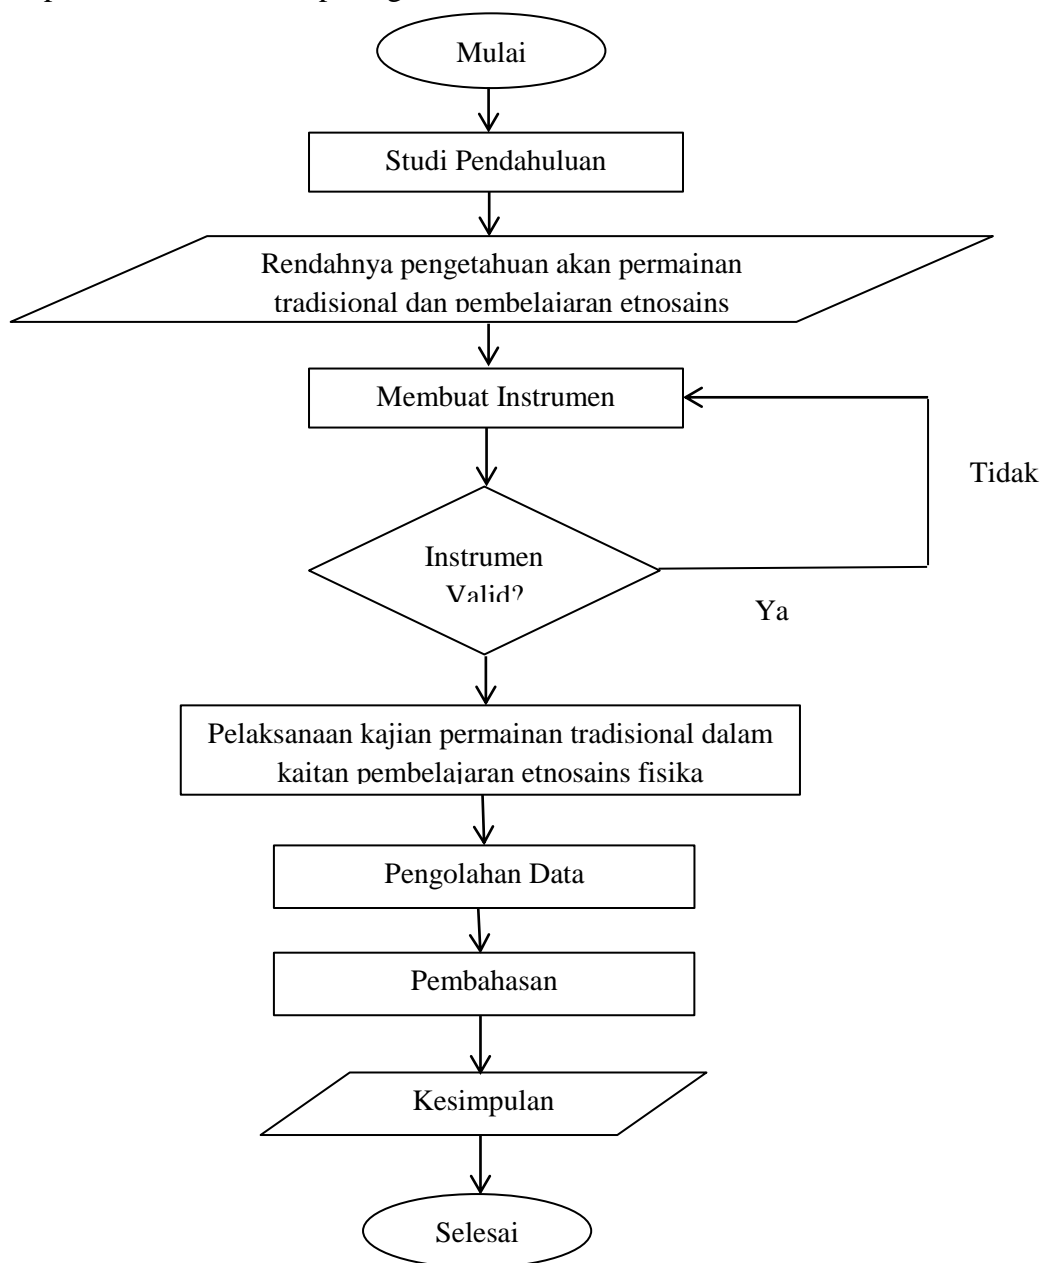 Mulai
Studi Pendahuluan
Rendahnya pengetahuan akan permainan
tradisional dan pembelajaran etnosains
Membuat Instrumen
Tidak
Instrumen
Valid?
Ya
Pelaksanaan kajian permainan tradisional dalam
kaitan pembelajaran etnosains fisika
Pengolahan Data
Pembahasan
Kesimpulan
Selesai